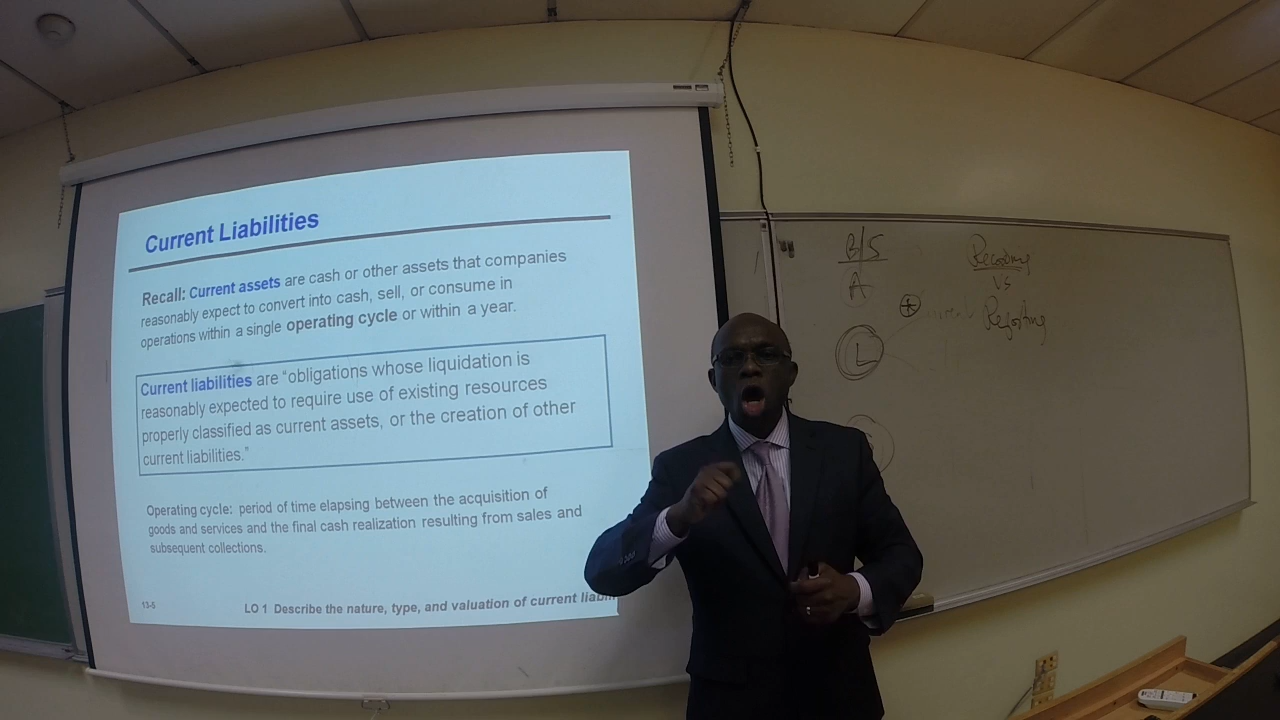 Current Liabilities
Recall: Current assets are cash or other assets that companies
reasonably expect to convert into cash, sell, or consume in
operations within a single operating cycle or within a year.
Current liabilities are “obligations whose liquidation is
reasonably expected to require use of existing resources
properly classified as current assets, or the creation of other
current liabilities.”
Operating cycle: period of time elapsing between the acquisition of
goods and services and the final cash realization resulting from sales and
subsequent collections.
13-5
LO 1 Describe the nature, type, and valuation of current
B/S
A
L
Recording
Vs
Reporting